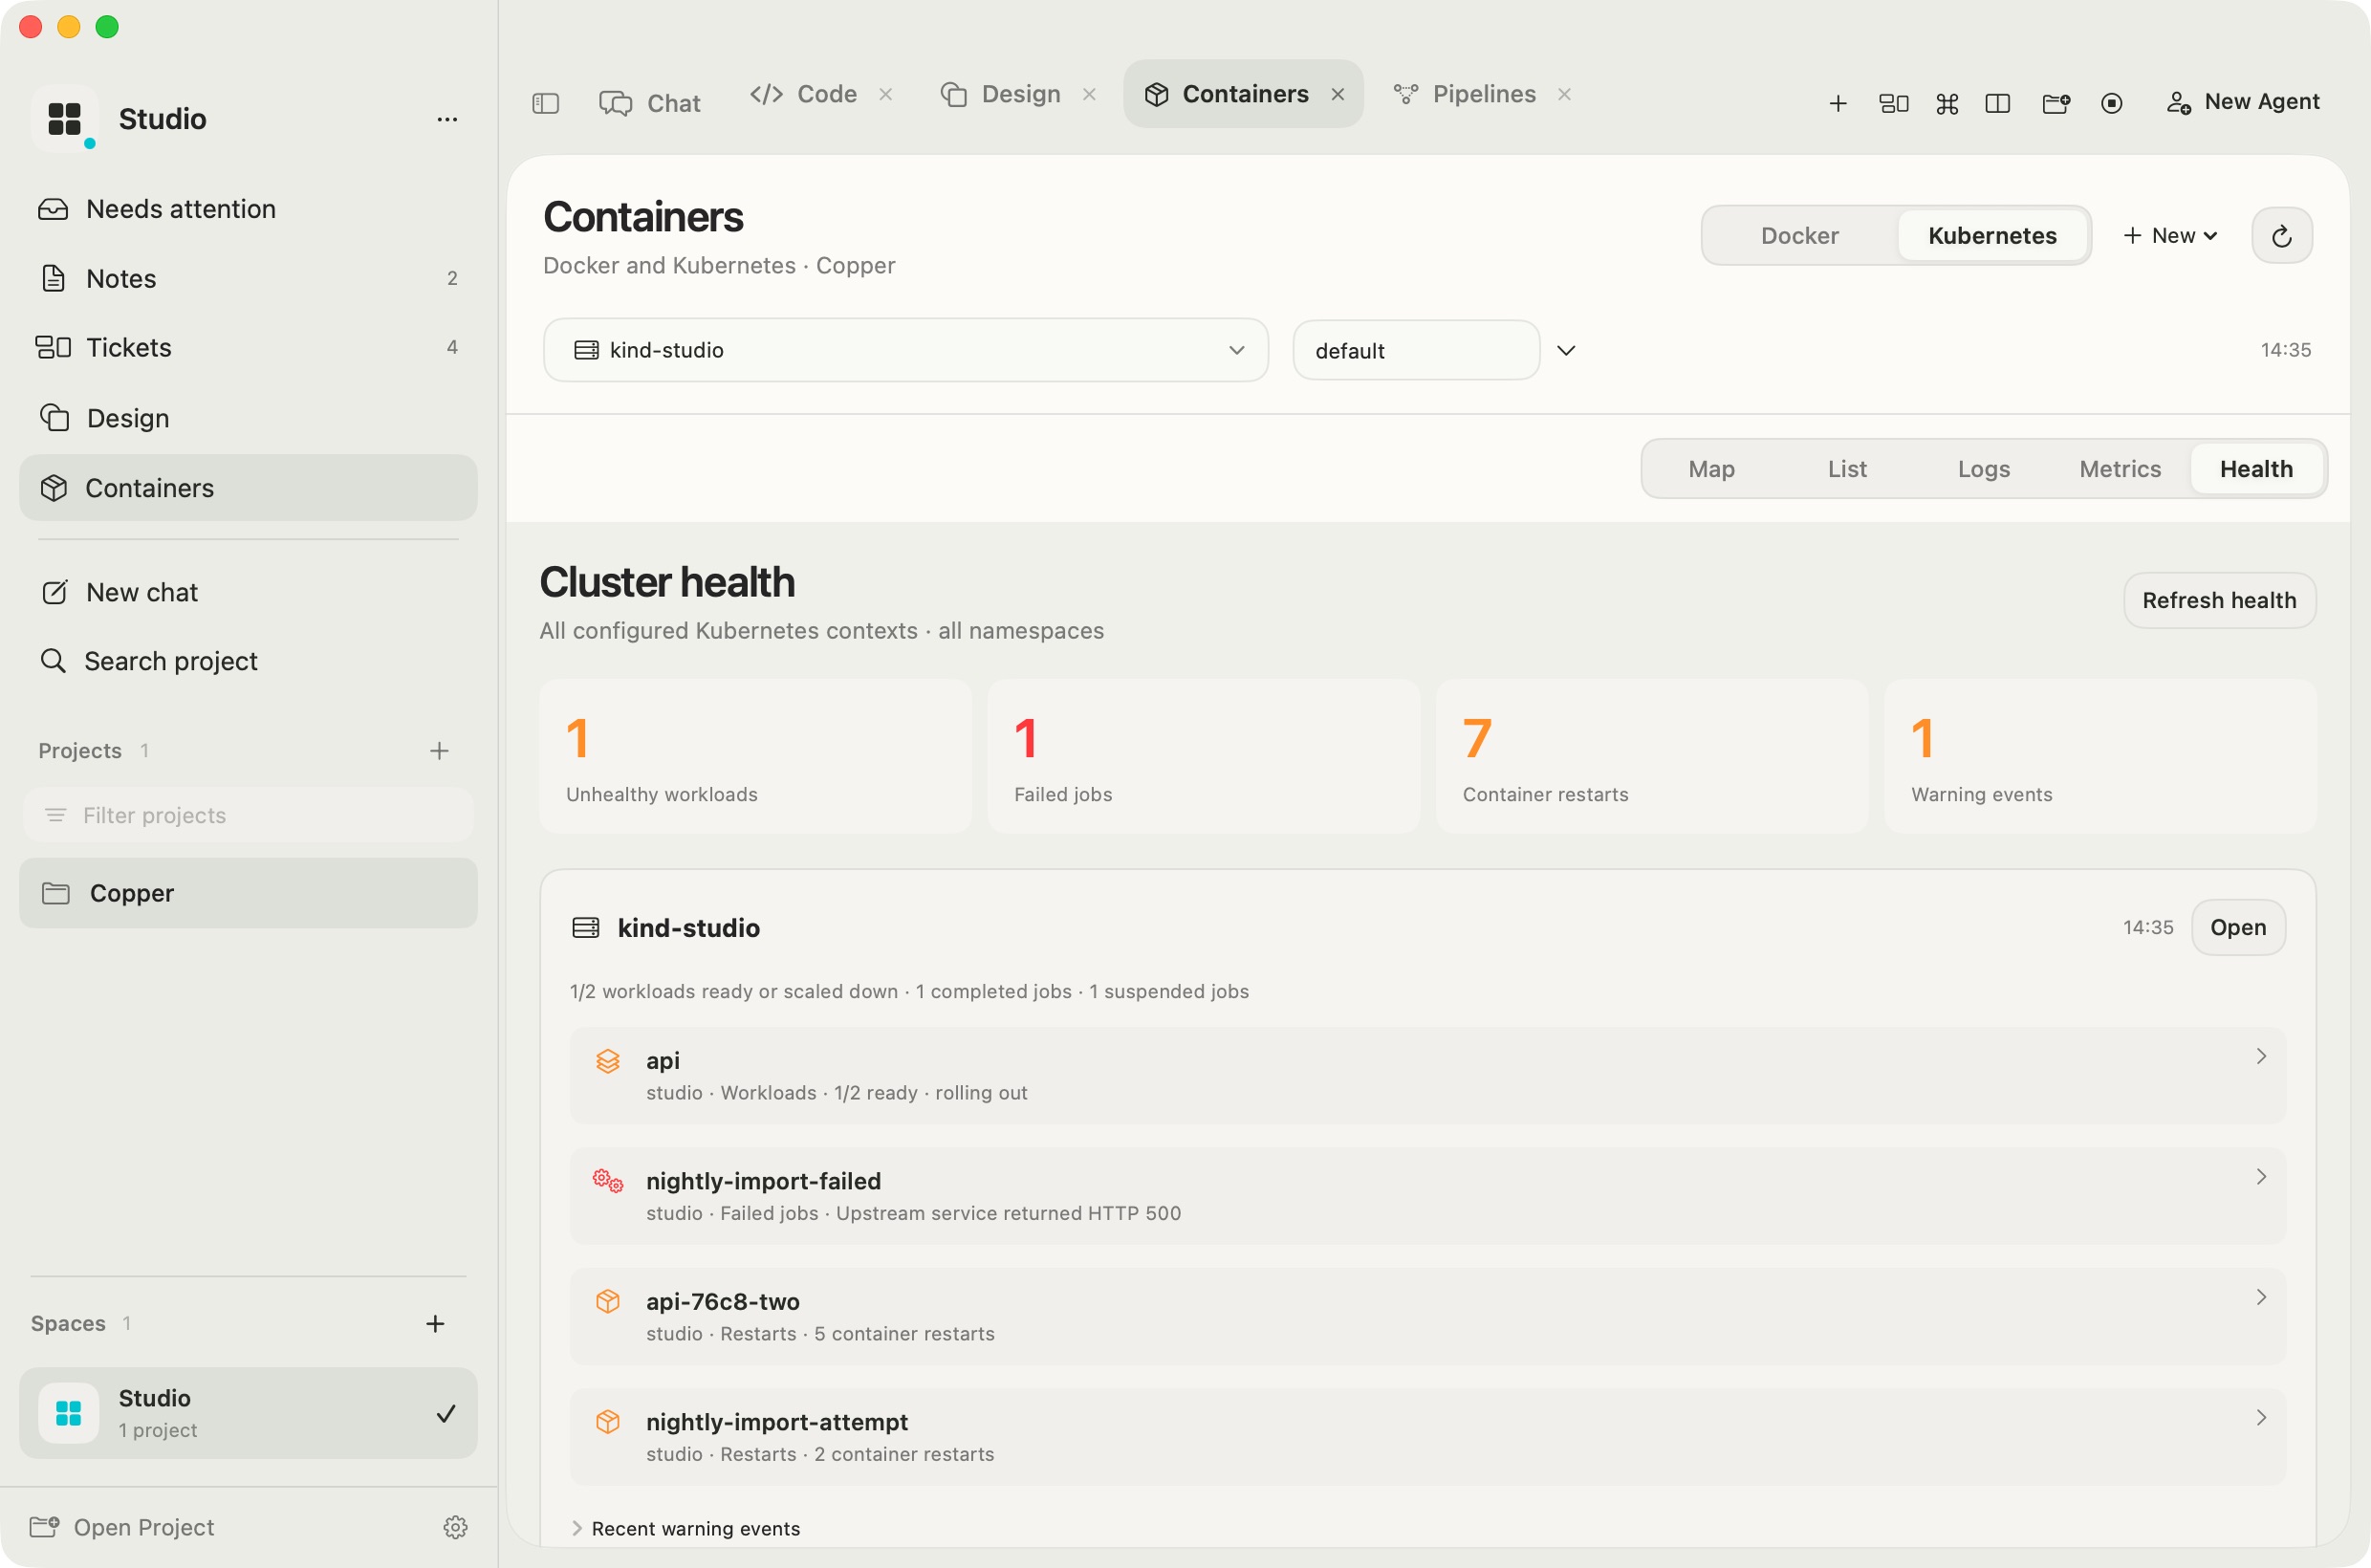 Studio
Needs attention
Notes 2
Tickets 4
Design
Containers
New chat
Search project
Projects 1
Filter projects
Copper
Spaces 1
Studio
1 project
Open Project
Chat
Code
Design
Containers
Pipelines
New Agent
Containers
Docker and Kubernetes · Copper
Docker
Kubernetes
New
kind-studio
default
14:35
Map
List
Logs
Metrics
Health
Cluster health
All configured Kubernetes contexts · all namespaces
Refresh health
1
Unhealthy workloads
1
Failed jobs
7
Container restarts
1
Warning events
kind-studio
14:35
Open
1/2 workloads ready or scaled down · 1 completed jobs · 1 suspended jobs
api
studio · Workloads · 1/2 ready · rolling out
nightly-import-failed
studio · Failed jobs · Upstream service returned HTTP 500
api-76c8-two
studio · Restarts · 5 container restarts
nightly-import-attempt
studio · Restarts · 2 container restarts
Recent warning events